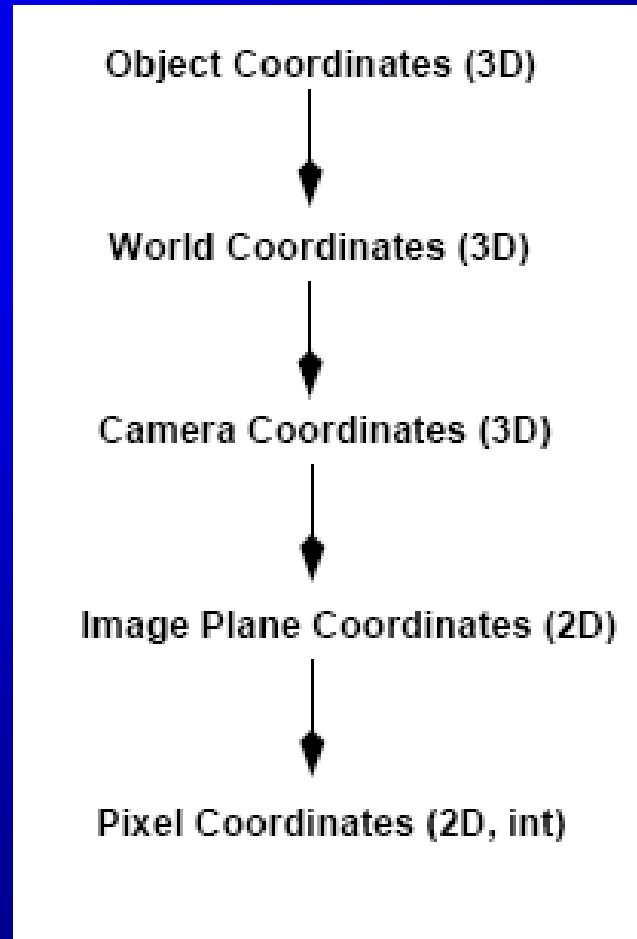 Object Coordinates (3D)
World Coordinates (3D)
Camera Coordinates (3D)
Image Plane Coordinates (2D)
Pixel Coordinates (2D, int)